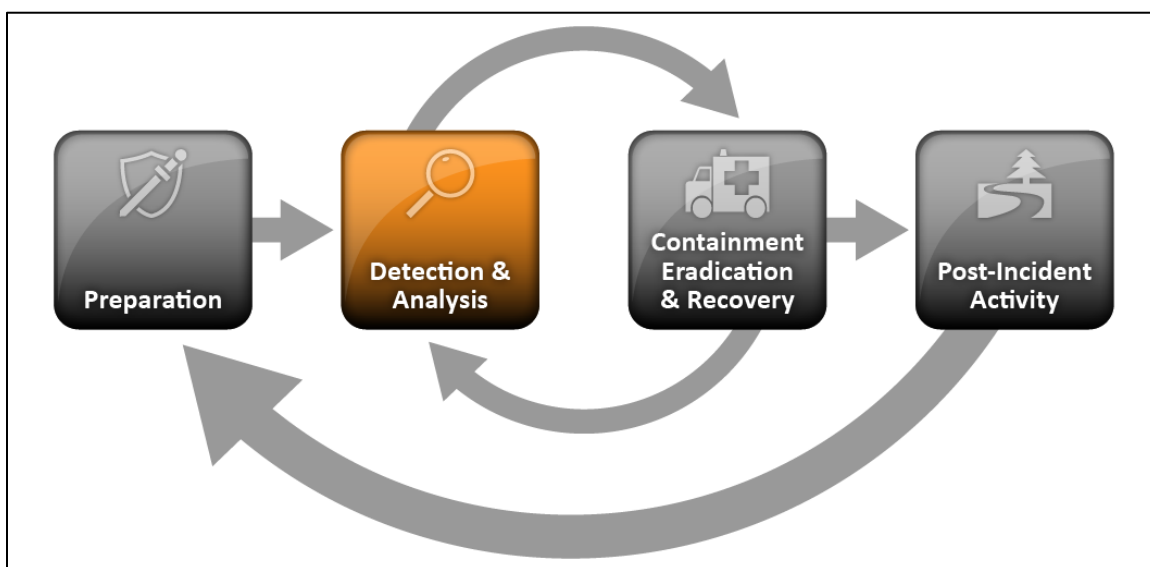 Preparation
Detection &
Analysis
Containment
Eradication
& Recovery
Post-Incident
Activity